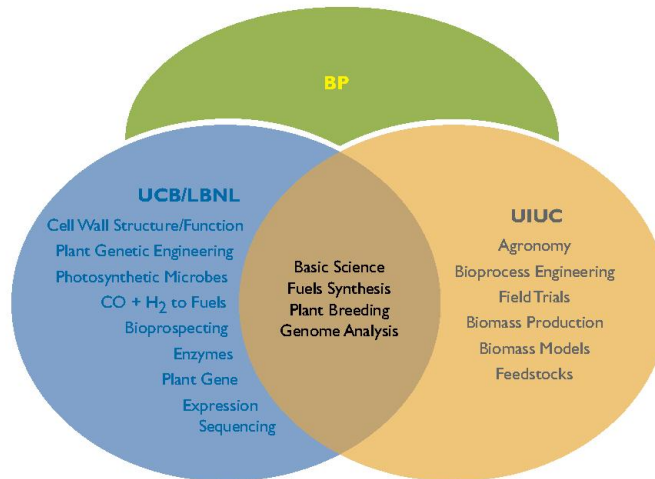 BP
UCB/LBNL
Cell Wall Structure/Function
Plant Genetic Engineering
Photosynthetic Microbes
CO + H₂ to Fuels
Bioprospecting
Enzymes
Plant Gene
Expression
Sequencing
Basic Science
Fuels Synthesis
Plant Breeding
Genome Analysis
UIUC
Agronomy
Bioprocess Engineering
Field Trials
Biomass Production
Biomass Models
Feedstocks